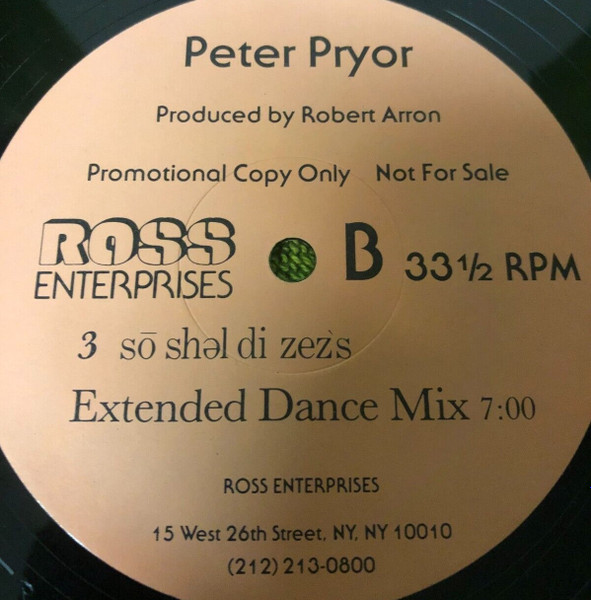 Peter Pryor
Produced by Robert Arron
Promotional Copy Only Not For Sale
ROSS
ENTERPRISES
B 33 1/2 RPM
3 sō shəl di zez̀s
Extended Dance Mix 7:00
ROSS ENTERPRISES
15 West 26th Street, NY, NY 10010
(212) 213-0800